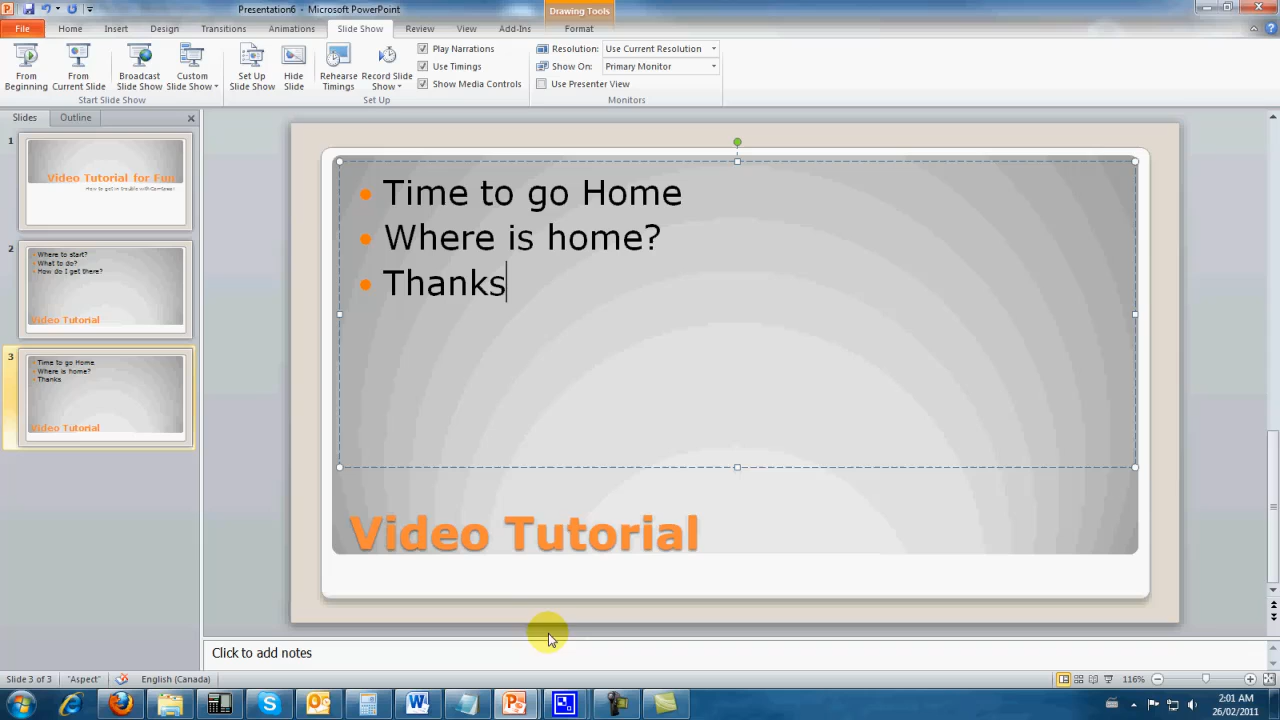 Presentation6 - Microsoft PowerPoint
Drawing Tools
File Home Insert Design Transitions Animations Slide Show Review View Add-Ins Format
From Beginning
From Current Slide
Broadcast Slide Show
Custom Slide Show
Set Up Slide Show
Hide Slide
Rehearse Timings
Record Slide Show
Play Narrations
Use Timings
Show Media Controls
Resolution: Use Current Resolution
Show On: Primary Monitor
Use Presenter View
Start Slide Show
Set Up
Monitors
Slides Outline
1
Video Tutorial for Fun
2
Where to start?
What to do?
How do I get there?
Video Tutorial
3
Time to go Home
Where is home?
Thanks
Video Tutorial
Time to go Home
Where is home?
Thanks
Video Tutorial
Click to add notes
Slide 3 of 3 "Aspect" English (Canada) 116%
2:01 AM
26/02/2011